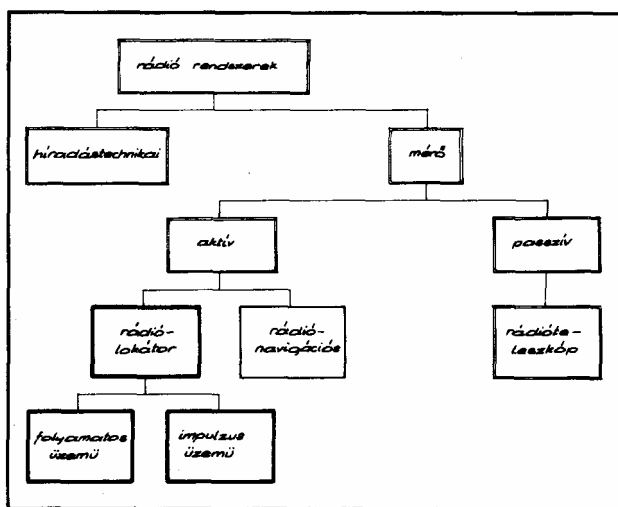 rádió rendszerek
híradástechnikai
mérő
aktív
passzív
rádió-
lokátor
rádió-
navigációs
rádióte-
leszkóp
folyamatos
üzemű
impulzus
üzemű